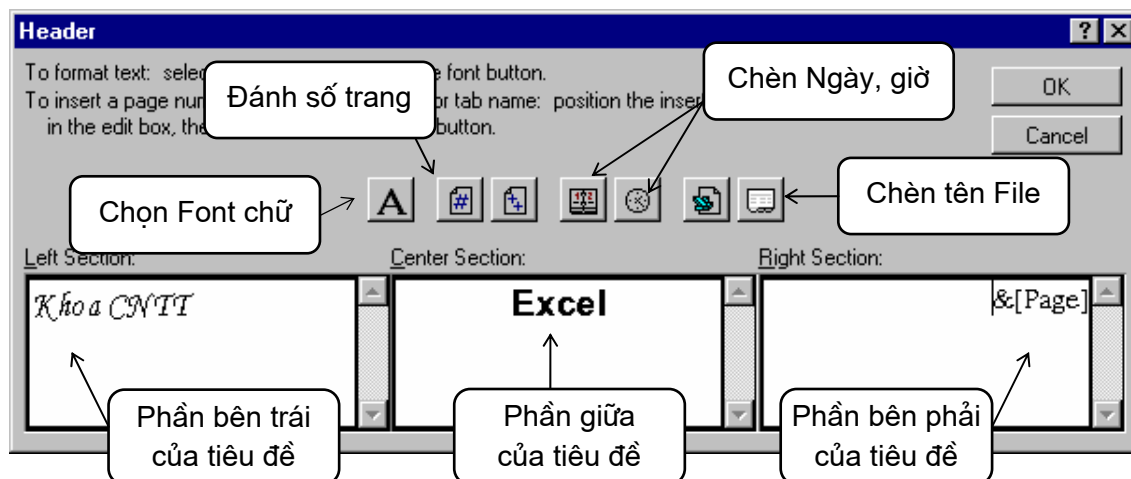 Header
To format text: selec
e font button.
To insert a page num
or tab name: position the inser
in the edit box, the
button.
Đánh số trang
Chèn Ngày, giờ
OK
Cancel
Chọn Font chữ
A
Chèn tên File
Left Section:
Center Section:
Right Section:
Khoa CNTT
Excel
&[Page]
Phần bên trái
của tiêu đề
Phần giữa
của tiêu đề
Phần bên phải
của tiêu đề